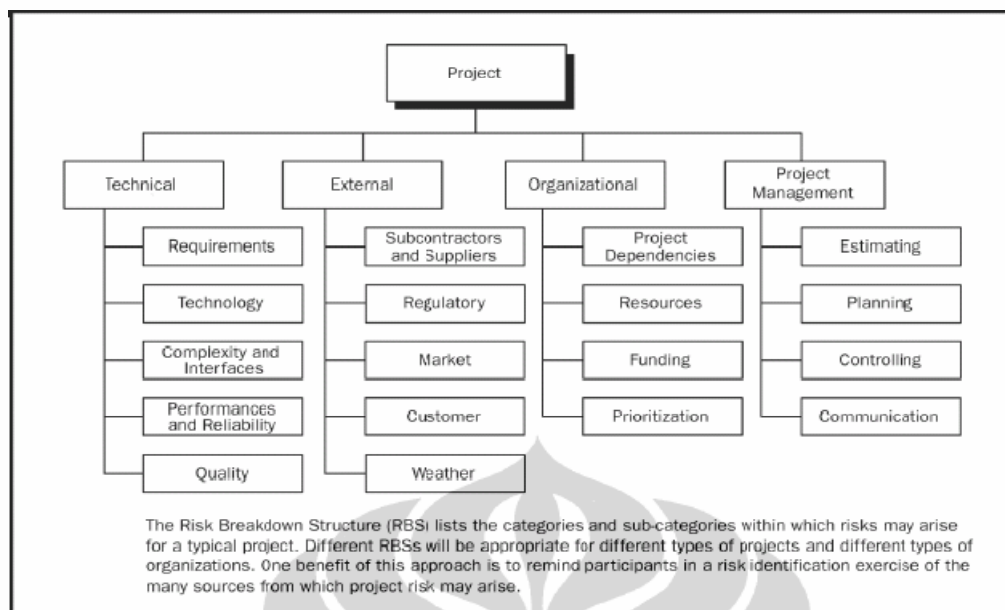 Project
Technical
External
Organizational
Project
Management
Requirements
Technology
Complexity and
Interfaces
Performances
and Reliability
Quality
Subcontractors
and Suppliers
Regulatory
Market
Customer
Weather
Project
Dependencies
Resources
Funding
Prioritization
Estimating
Planning
Controlling
Communication
The Risk Breakdown Structure (RBS) lists the categories and sub-categories within which risks may arise
for a typical project. Different RBSs will be appropriate for different types of projects and different types of
organizations. One benefit of this approach is to remind participants in a risk identification exercise of the
many sources from which project risk may arise.